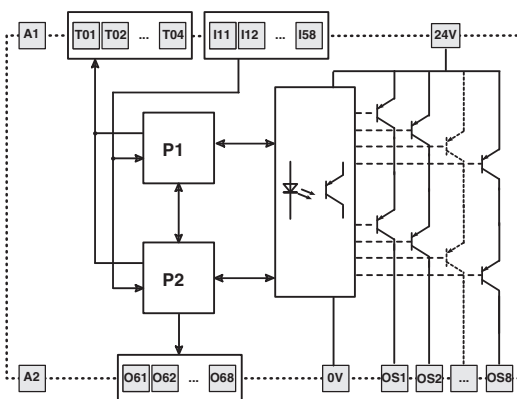 A1 T01 T02 ... T04 I11 I12 ... I58 24V
P1
P2
A2 O61 O62 ... O68 0V OS1 OS2 ... OS8